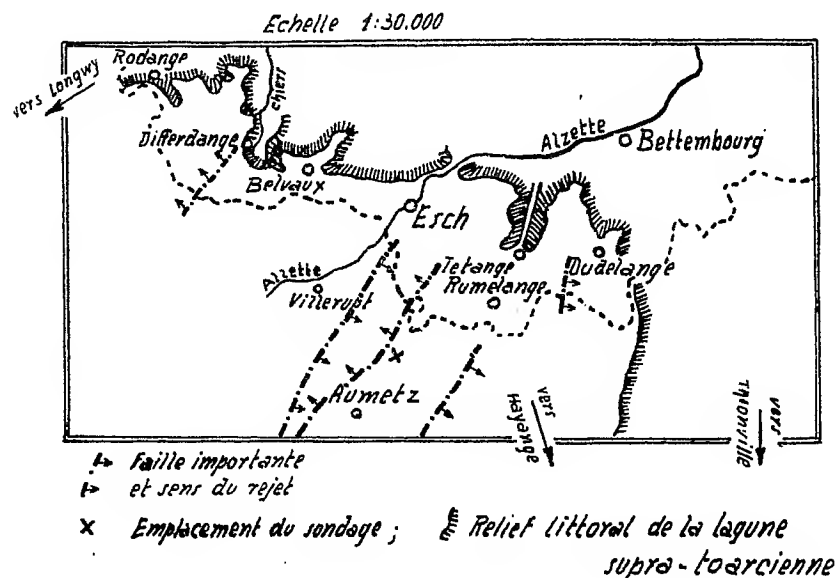 Echelle 1:30.000
Rodange
vers Longwy
Chiers
Differdange
Belvaux
Alzette
Bettembourg
Esch
Alzette
Villerupt
Tetange
Rumelange
Dudelange
Aumetz
vers
Hayange
vers
Thionville
Faille importante
et sens du rejet
X Emplacement du sondage ;
Relief littoral de la lagune
supra-toarcienne